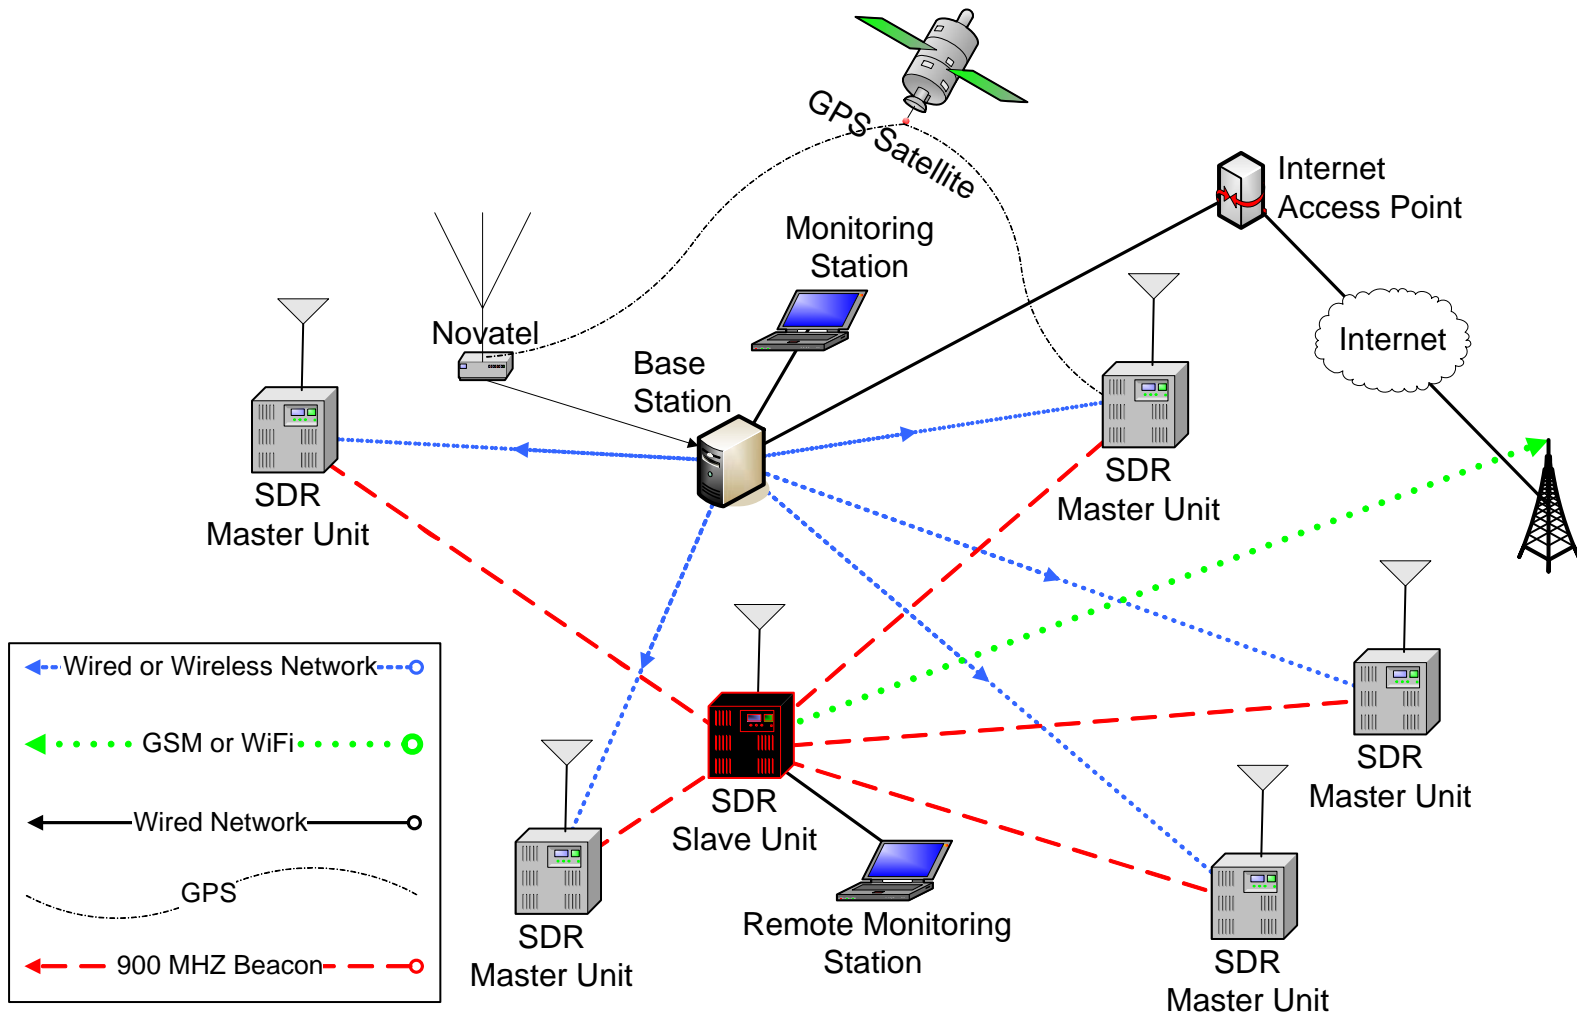 GPS Satellite
Internet
Access Point
Monitoring
Station
Novatel
Internet
Base
Station
SDR
Master Unit
SDR
Master Unit
Wired or Wireless Network
GSM or WiFi
Wired Network
GPS
900 MHZ Beacon
SDR
Slave Unit
SDR
Master Unit
SDR
Master Unit
Remote Monitoring
Station
SDR
Master Unit